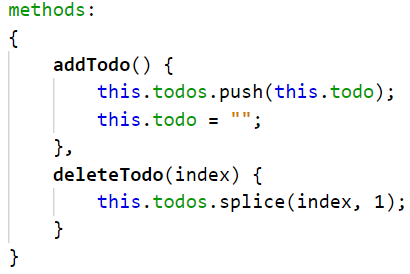 methods:
{
    addTodo() {
        this.todos.push(this.todo);
        this.todo = "";
    },
    deleteTodo(index) {
        this.todos.splice(index, 1);
    }
}